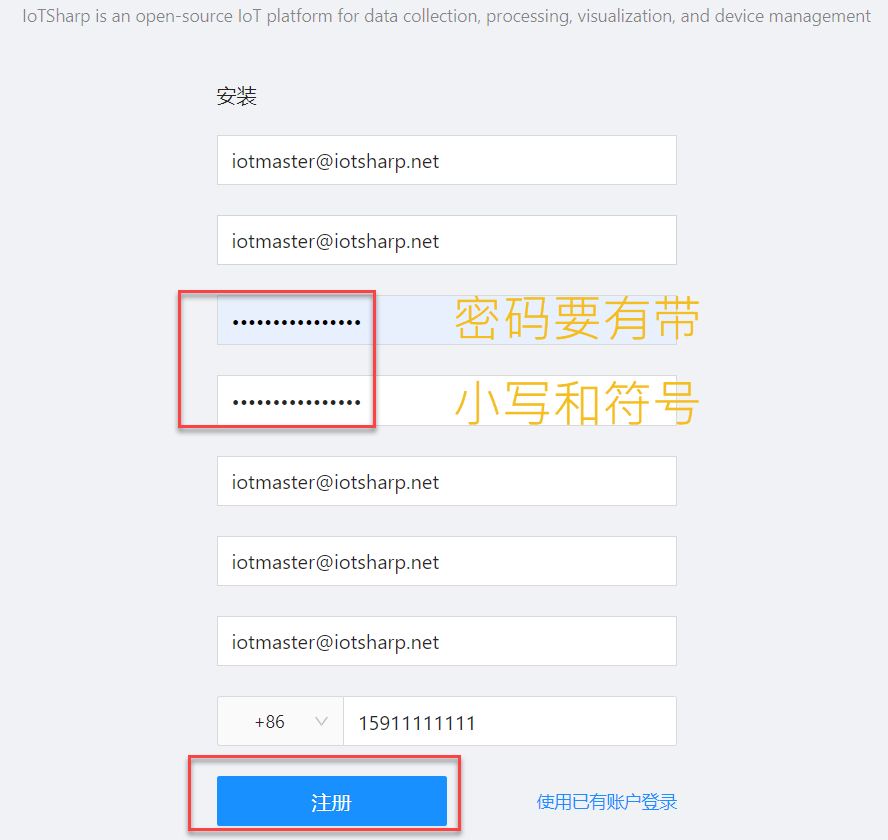 IoTSharp is an open-source IoT platform for data collection, processing, visualization, and device management
安装
iotmaster@iotsharp.net
iotmaster@iotsharp.net
•••••••••••••••• 密码要有带
•••••••••••••••• 小写和符号
iotmaster@iotsharp.net
iotmaster@iotsharp.net
iotmaster@iotsharp.net
+86 15911111111
注册 使用已有账户登录